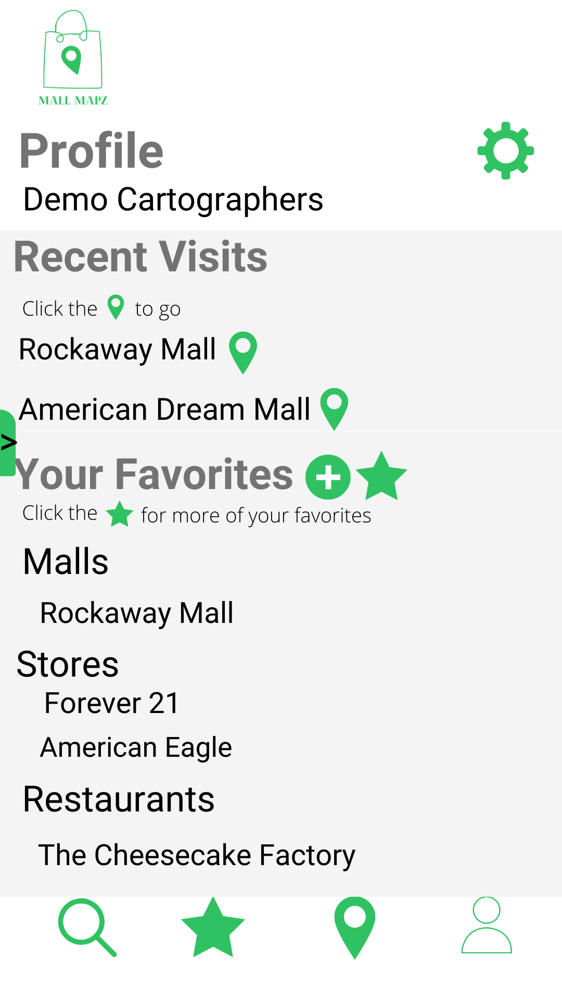 MALL MAPZ
Profile
Demo Cartographers
Recent Visits
Click the to go
Rockaway Mall
American Dream Mall
>
Your Favorites +
Click the for more of your favorites
Malls
Rockaway Mall
Stores
Forever 21
American Eagle
Restaurants
The Cheesecake Factory